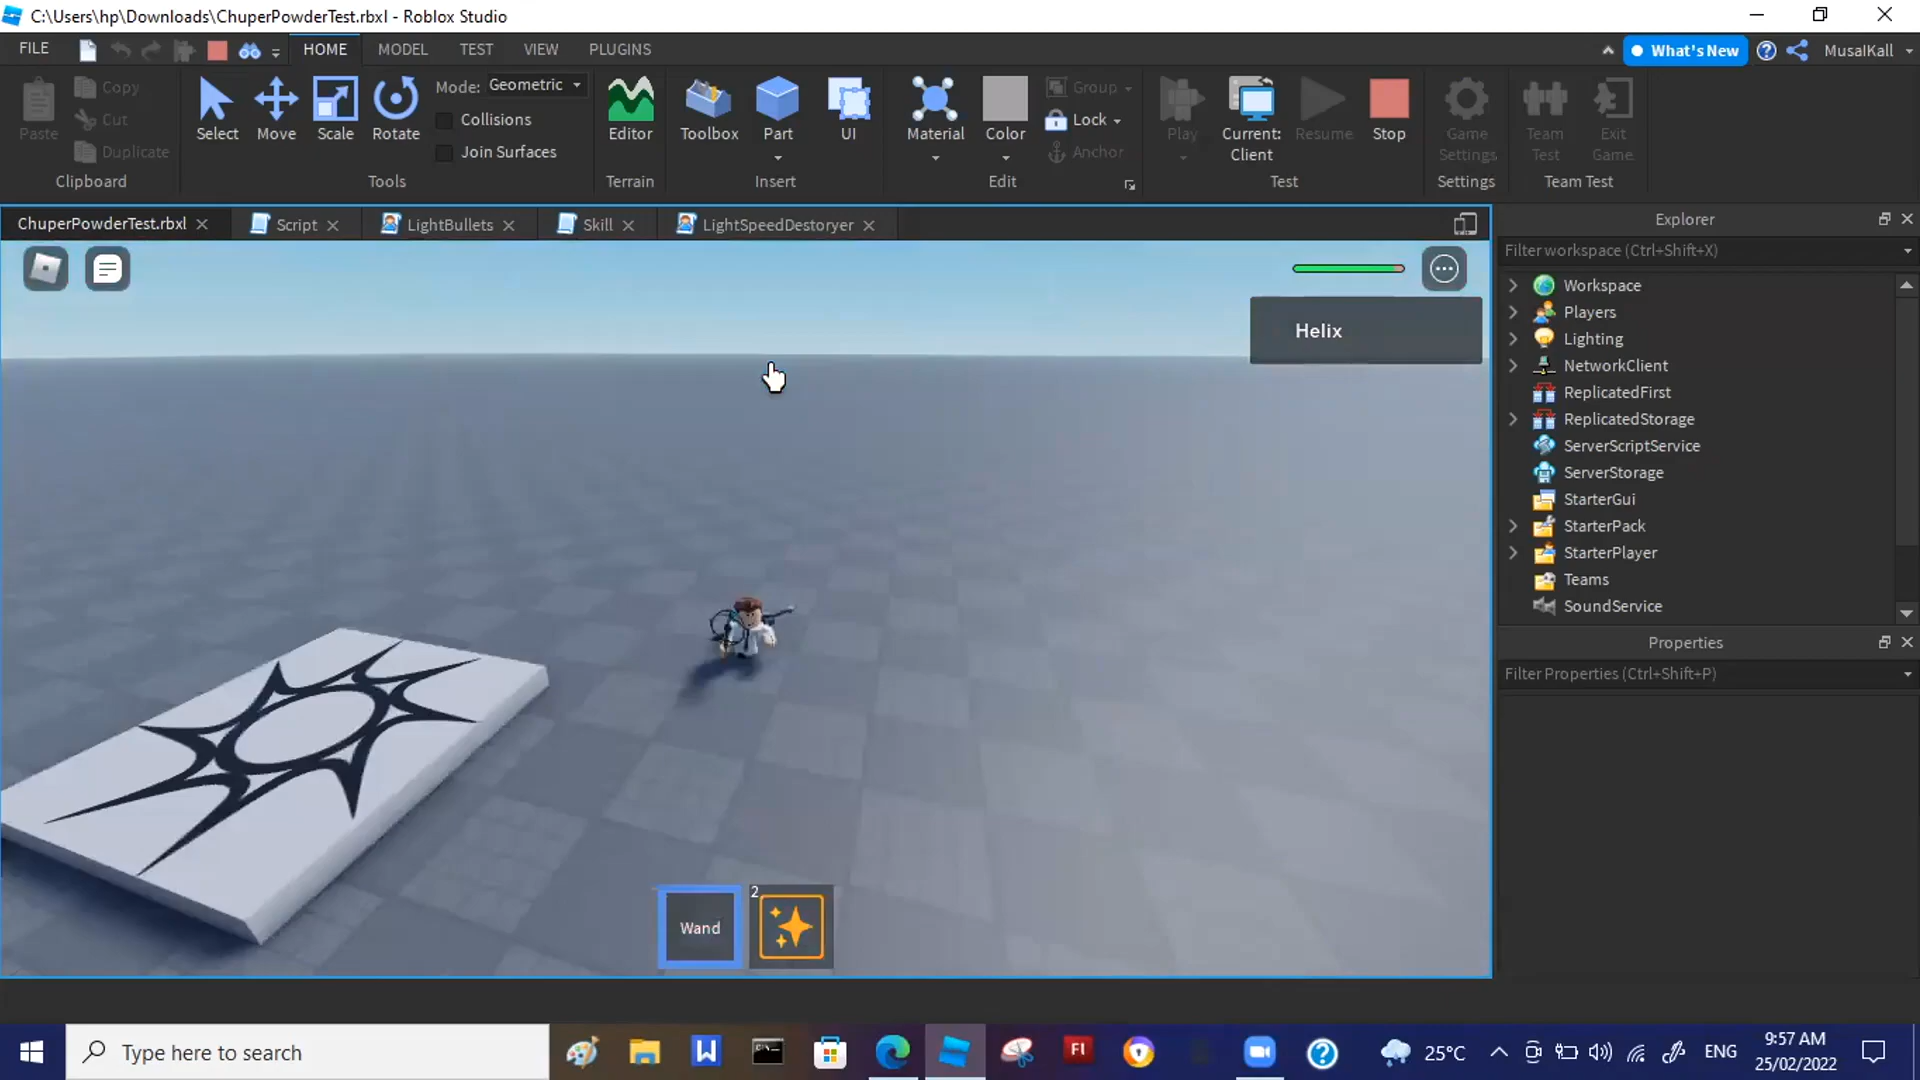 C:\Users\hp\Downloads\ChuperPowderTest.rbxl - Roblox Studio
FILE HOME MODEL TEST VIEW PLUGINS What's New MusaIKall
Paste Copy Cut Duplicate
Clipboard
Select Move Scale Rotate
Mode: Geometric
Collisions
Join Surfaces
Tools
Editor
Terrain
Toolbox Part UI
Insert
Material Color
Group
Lock
Anchor
Edit
Play Current: Client Resume Stop
Test
Game Settings
Settings
Team Test Exit Game
Team Test
ChuperPowderTest.rbxl Script LightBullets Skill LightSpeedDestoryer
Helix
Wand
2
Explorer
Filter workspace (Ctrl+Shift+X)
Workspace
Players
Lighting
NetworkClient
ReplicatedFirst
ReplicatedStorage
ServerScriptService
ServerStorage
StarterGui
StarterPack
StarterPlayer
Teams
SoundService
Properties
Filter Properties (Ctrl+Shift+P)
Type here to search
W
FI
25°C
ENG
9:57 AM
25/02/2022